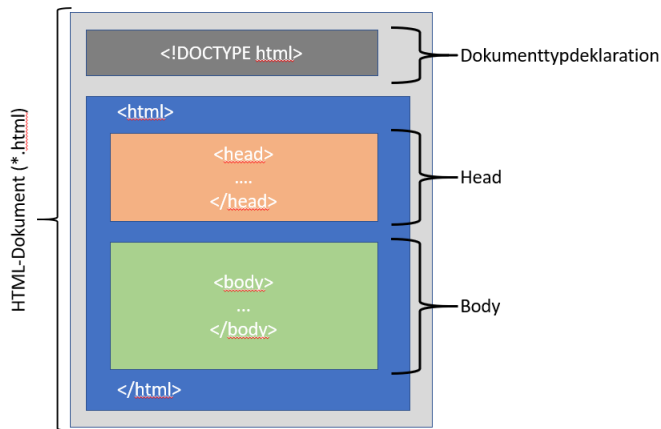 <!DOCTYPE html>
Dokumenttypdeklaration
<html>
<head>
....
</head>
Head
HTML-Dokument (*.html)
<body>
...
</body>
Body
</html>